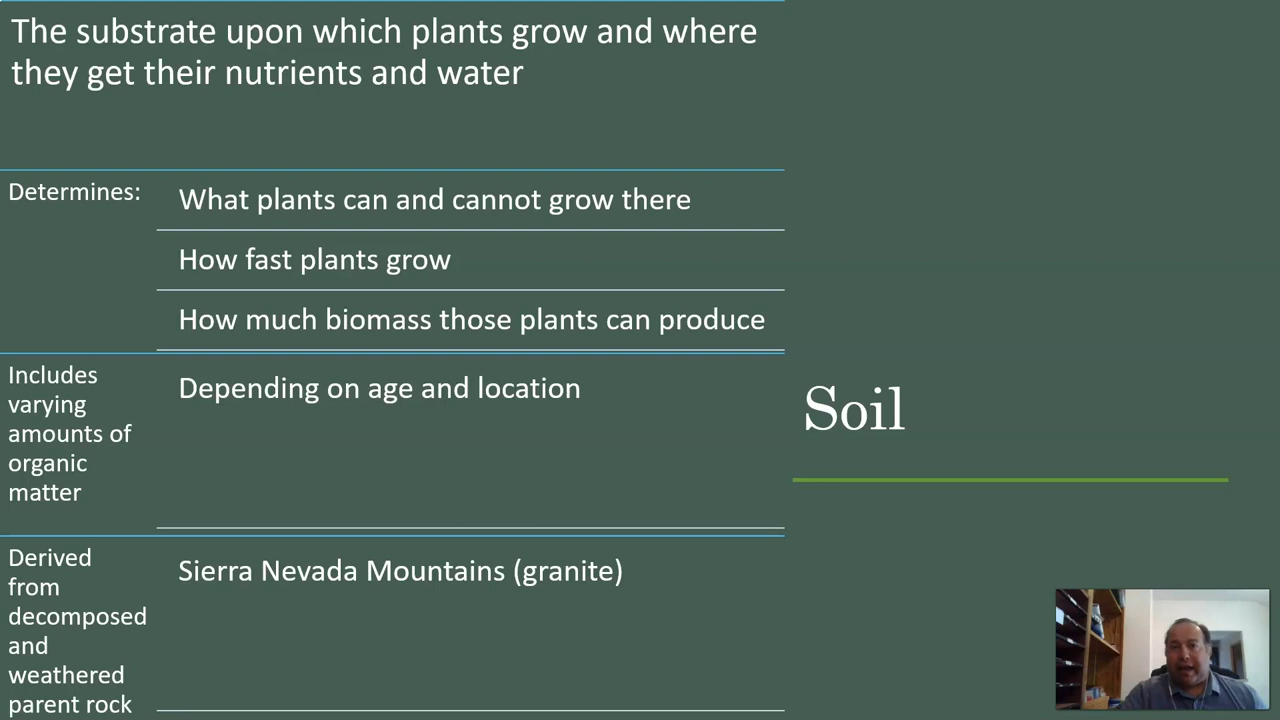 The substrate upon which plants grow and where
they get their nutrients and water
Determines:
What plants can and cannot grow there
How fast plants grow
How much biomass those plants can produce
Includes
varying
amounts of
organic
matter
Depending on age and location
Soil
Derived
from
decomposed
and
weathered
parent rock
Sierra Nevada Mountains (granite)